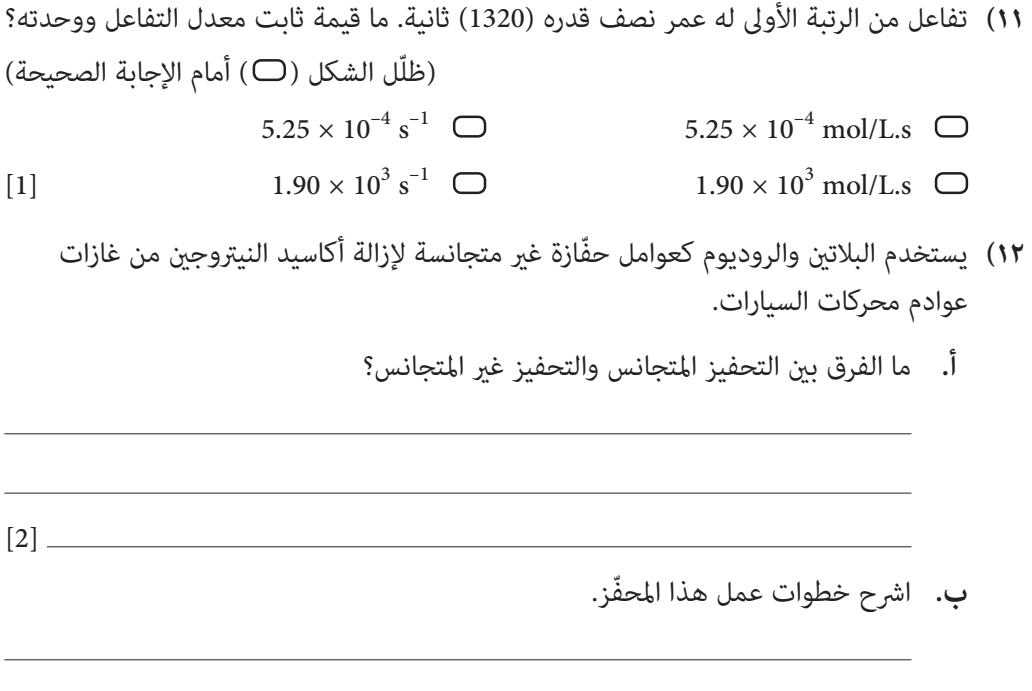 ١١) تفاعل من الرتبة الأولى له عمر نصف قدره (1320) ثانية. ما قيمة ثابت معدل التفاعل ووحدته؟
(ظلّل الشكل (▭) أمام الإجابة الصحيحة)
▭ 5.25 × 10⁻⁴ mol/L.s ▭ 5.25 × 10⁻⁴ s⁻¹
▭ 1.90 × 10³ mol/L.s ▭ 1.90 × 10³ s⁻¹ [1]
١٢) يستخدم البلاتين والروديوم كعوامل حفّازة غير متجانسة لإزالة أكاسيد النيتروجين من غازات
عوادم محركات السيارات.
أ. ما الفرق بين التحفيز المتجانس والتحفيز غير المتجانس؟
[2]
ب. اشرح خطوات عمل هذا المحفّز.